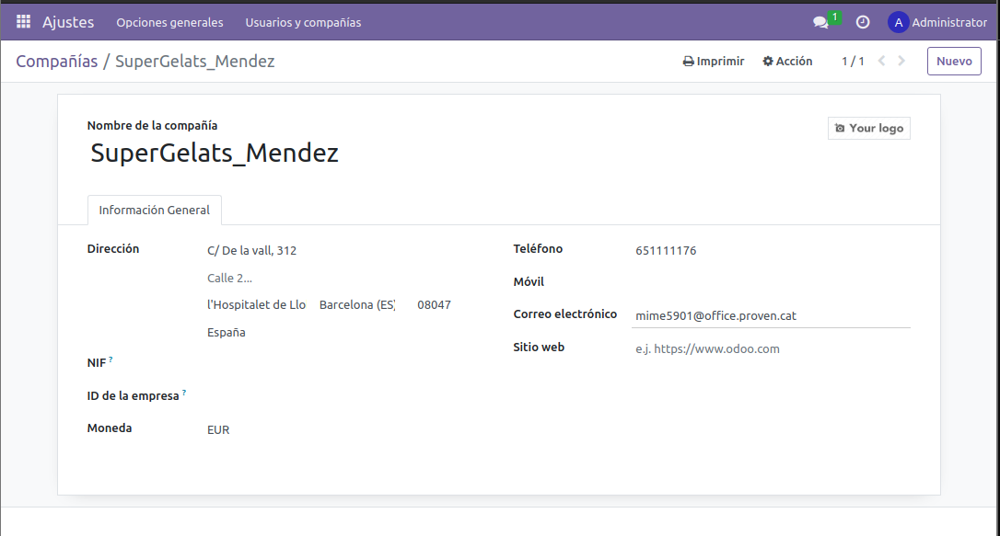 Ajustes Opciones generales Usuarios y compañías 1 A Administrator
Compañías / SuperGelats_Mendez Imprimir Acción 1 / 1 Nuevo
Nombre de la compañía
Your logo
SuperGelats_Mendez
Información General
Dirección C/ De la vall, 312
Calle 2...
l'Hospitalet de Llo Barcelona (ES) 08047
España
NIF ?
ID de la empresa ?
Moneda EUR
Teléfono 651111176
Móvil
Correo electrónico mime5901@office.proven.cat
Sitio web e.j. https://www.odoo.com